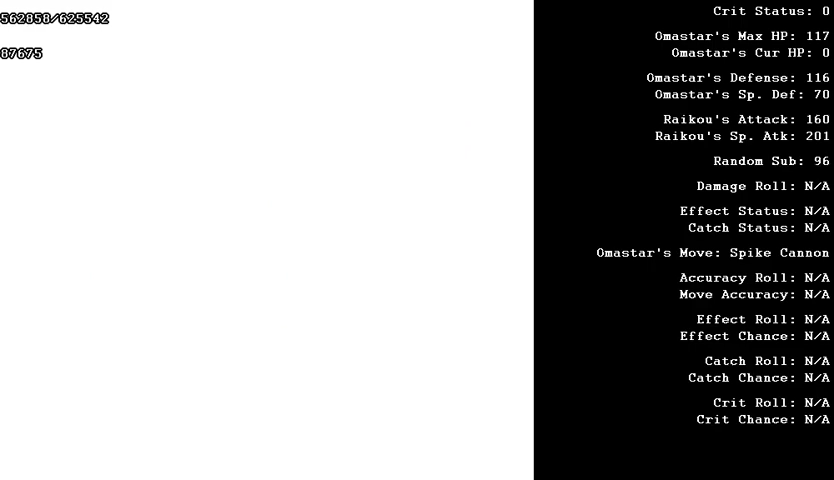 562858/625542
87675
Crit Status: 0
Omastar's Max HP: 117
Omastar's Cur HP: 0
Omastar's Defense: 116
Omastar's Sp. Def: 70
Raikou's Attack: 160
Raikou's Sp. Atk: 201
Random Sub: 96
Damage Roll: N/A
Effect Status: N/A
Catch Status: N/A
Omastar's Move: Spike Cannon
Accuracy Roll: N/A
Move Accuracy: N/A
Effect Roll: N/A
Effect Chance: N/A
Catch Roll: N/A
Catch Chance: N/A
Crit Roll: N/A
Crit Chance: N/A